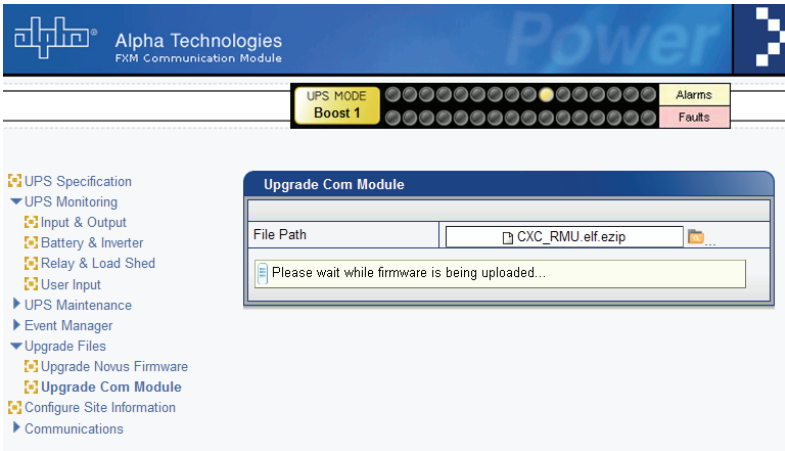 alpha®
Alpha Technologies
FXM Communication Module
Power
UPS MODE
Boost 1
Alarms
Faults
UPS Specification
UPS Monitoring
Input & Output
Battery & Inverter
Relay & Load Shed
User Input
UPS Maintenance
Event Manager
Upgrade Files
Upgrade Novus Firmware
Upgrade Com Module
Configure Site Information
Communications
Upgrade Com Module
File Path
CXC_RMU.elf.ezip
...
Please wait while firmware is being uploaded...